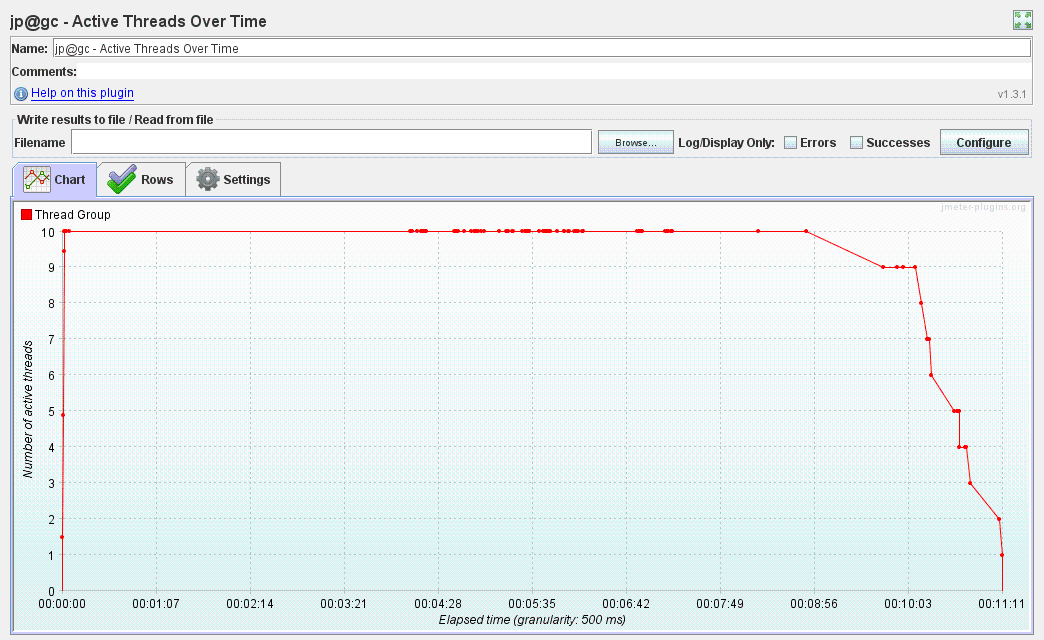 jp@gc - Active Threads Over Time
Name: jp@gc - Active Threads Over Time
Comments:
Help on this plugin
v1.3.1
Write results to file / Read from file
Filename Browse... Log/Display Only: Errors Successes Configure
Chart Rows Settings
jmeter-plugins.org
Thread Group
10
9
8
7
6
5
4
3
2
1
0
Number of active threads
00:00:00 00:01:07 00:02:14 00:03:21 00:04:28 00:05:35 00:06:42 00:07:49 00:08:56 00:10:03 00:11:11
Elapsed time (granularity: 500 ms)